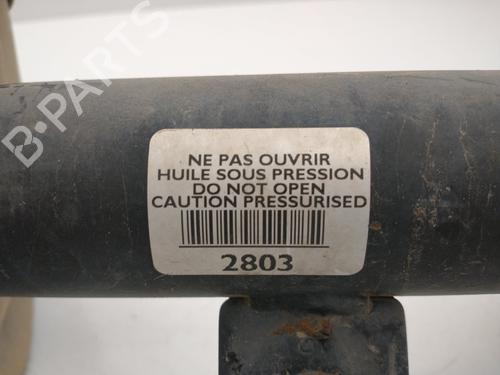 B-PARTS
NE PAS OUVRIR
HUILE SOUS PRESSION
DO NOT OPEN
CAUTION PRESSURISED
2803